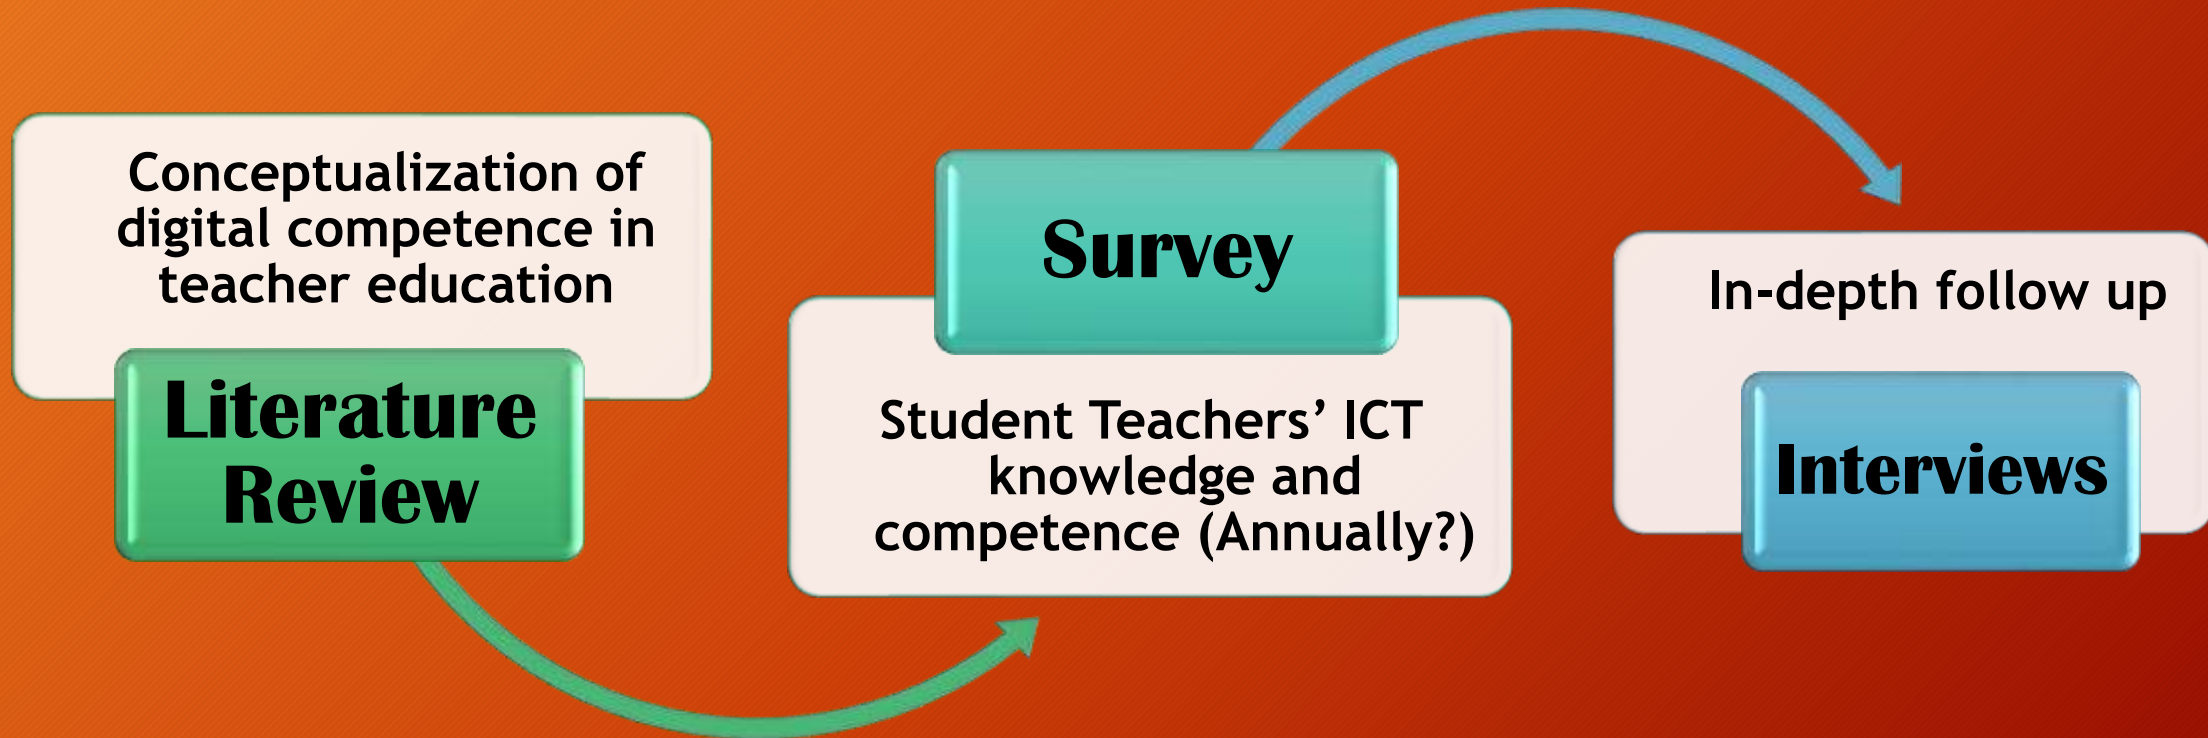 Conceptualization of
digital competence in
teacher education
Literature
Review
Survey
Student Teachers’ ICT
knowledge and
competence (Annually?)
In-depth follow up
Interviews